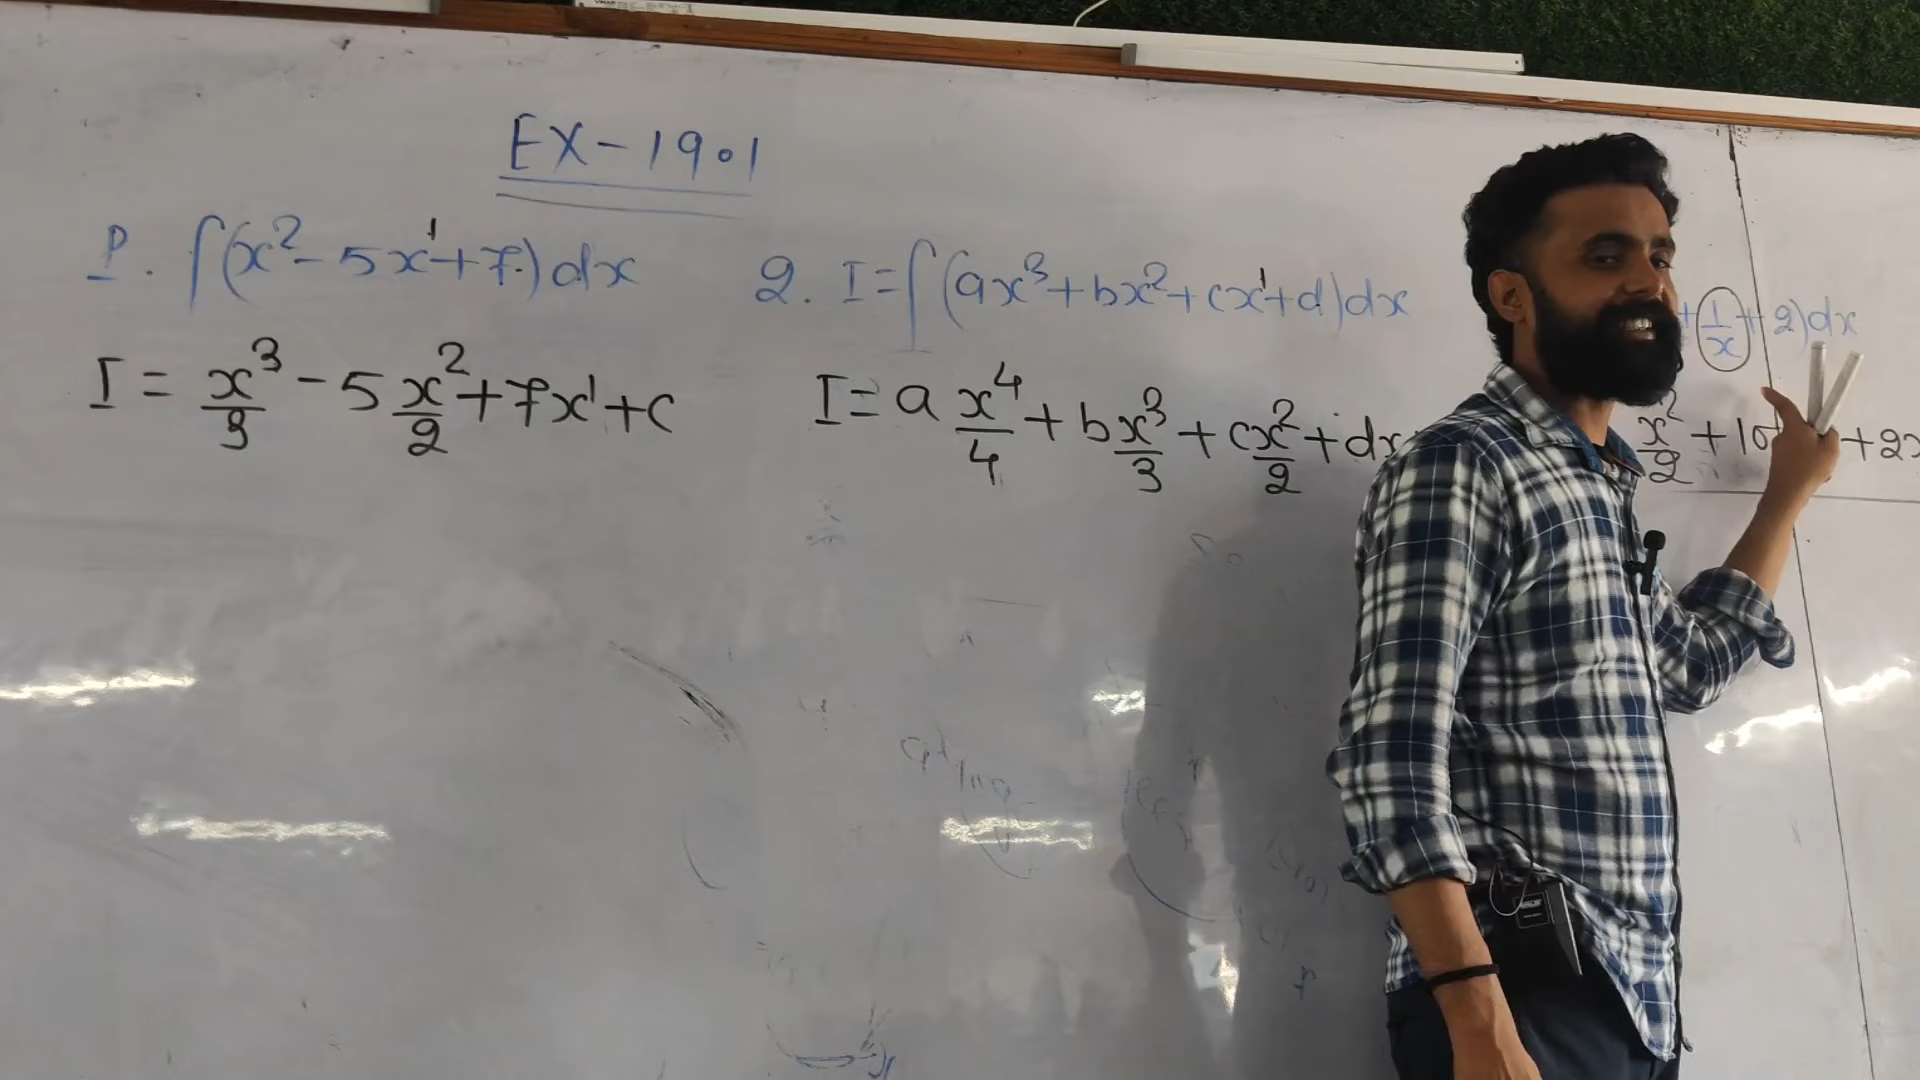 EX-19.1
1. ∫(x² - 5x¹ + 7)dx
I = x³/3 - 5 x²/2 + 7x¹ + c
2. I = ∫(ax³ + bx² + cx¹ + d)dx
I = a x⁴/4 + b x³/3 + c x²/2 + dx
+ 1/x + 2)dx
x²/2 + + 2x